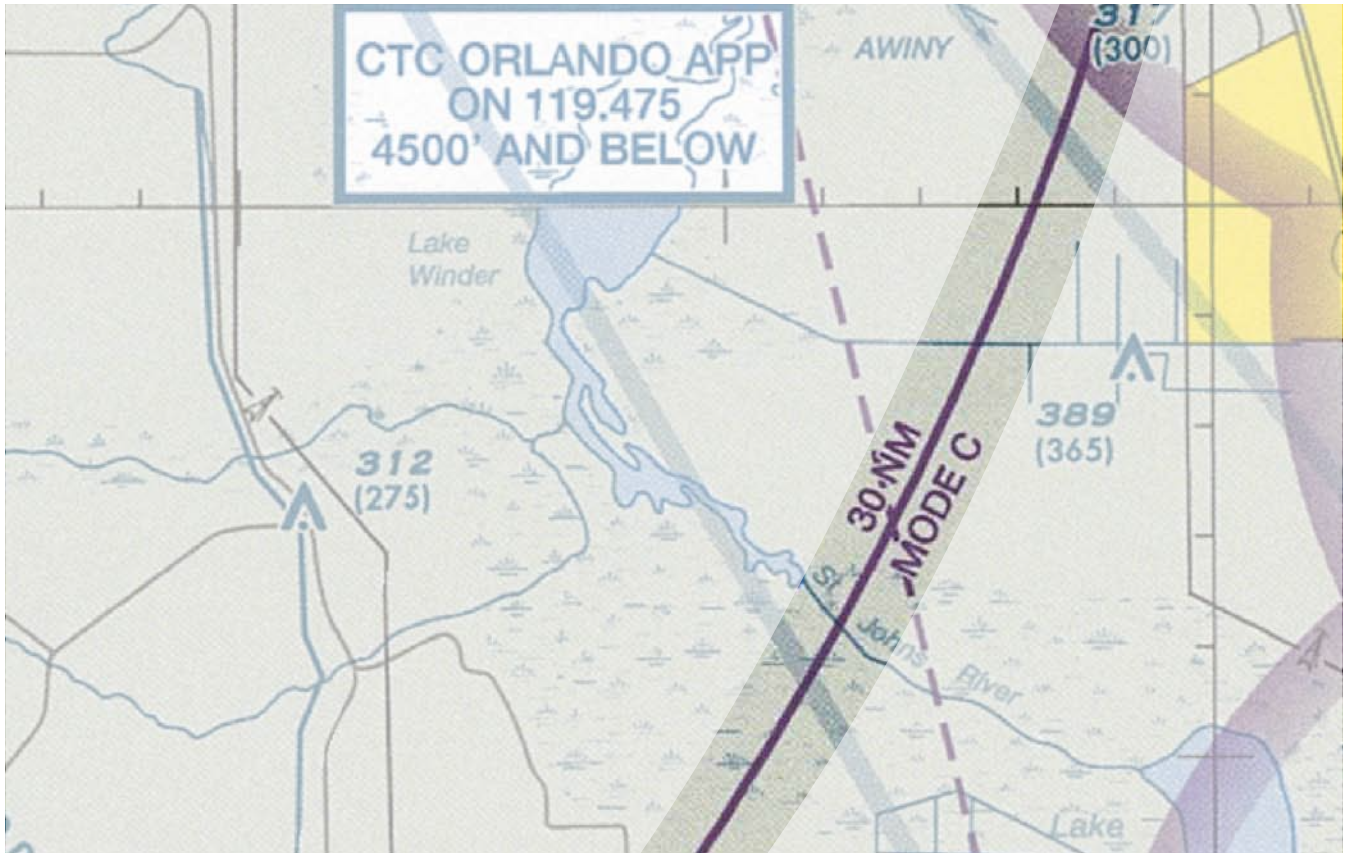 CTC ORLANDO APP
ON 119.475
4500' AND BELOW
AWINY
317
(300)
Lake
Winder
389
(365)
312
(275)
30 NM
MODE C
St Johns River
Lake